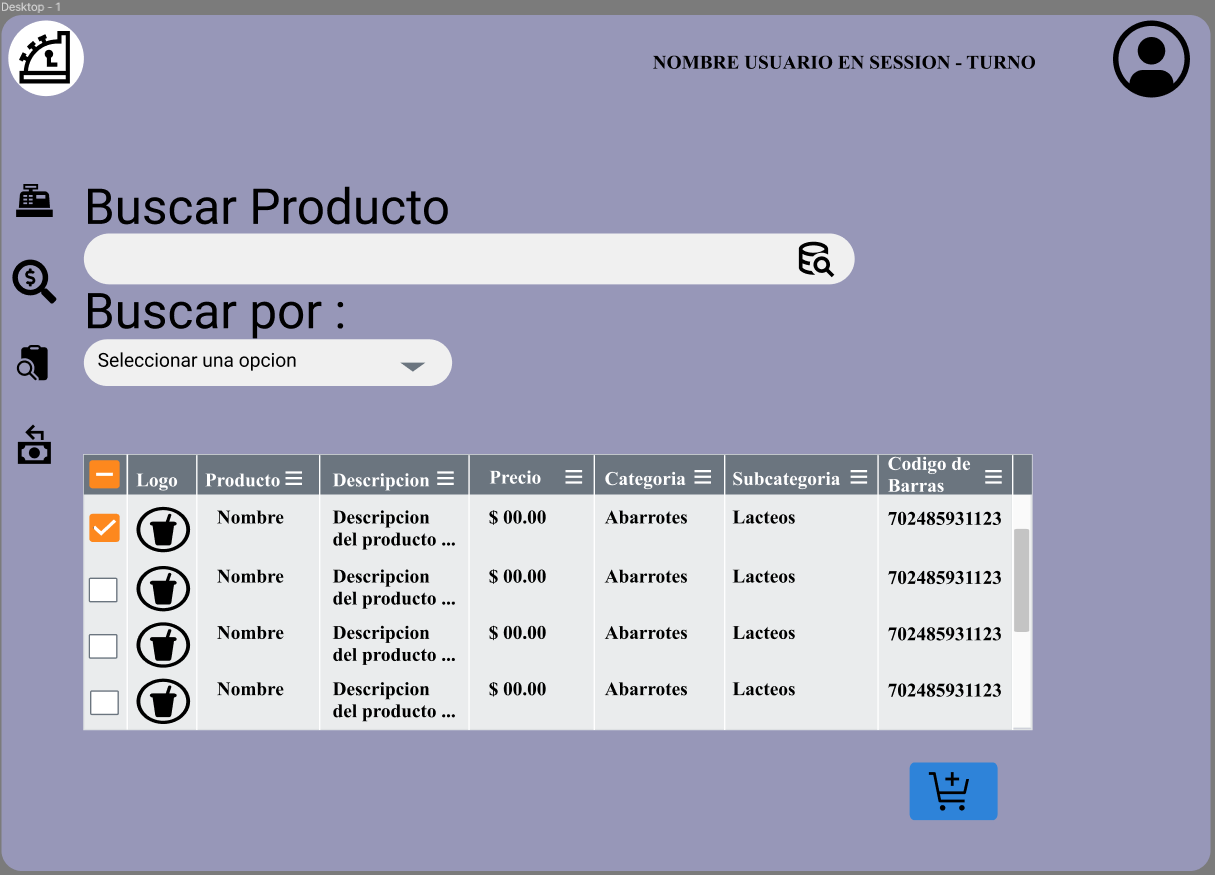 Desktop - 1
NOMBRE USUARIO EN SESSION - TURNO
Buscar Producto
Buscar por :
Seleccionar una opcion
Logo Producto Descripcion Precio Categoria Subcategoria Codigo de
Barras
Nombre Descripcion $ 00.00 Abarrotes Lacteos 702485931123
del producto ...
Nombre Descripcion $ 00.00 Abarrotes Lacteos 702485931123
del producto ...
Nombre Descripcion $ 00.00 Abarrotes Lacteos 702485931123
del producto ...
Nombre Descripcion $ 00.00 Abarrotes Lacteos 702485931123
del producto ...